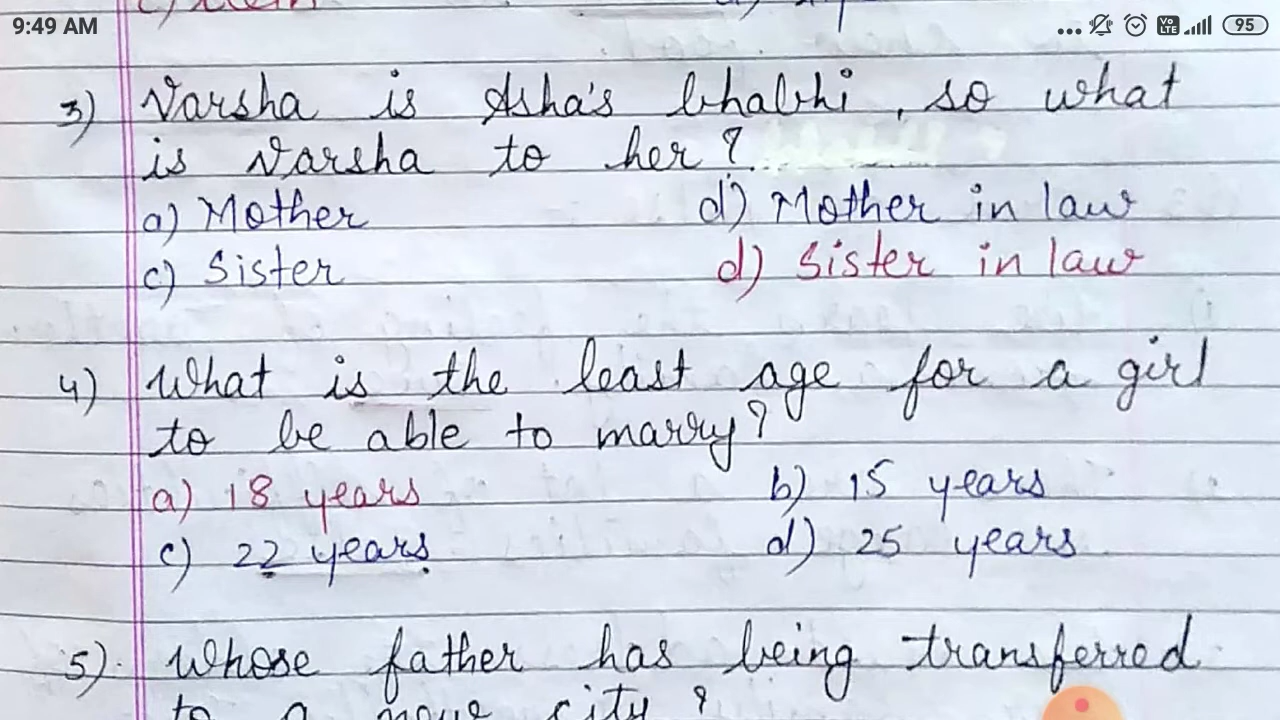 9:49 AM
95
3) Varsha is Asha's bhabhi, so what
is Varsha to her?
a) Mother
d) Mother in law
c) Sister
d) Sister in law
4) What is the least age for a girl
to be able to marry?
a) 18 years
b) 15 years
c) 22 years
d) 25 years
5). Whose father has being transferred
to a city?